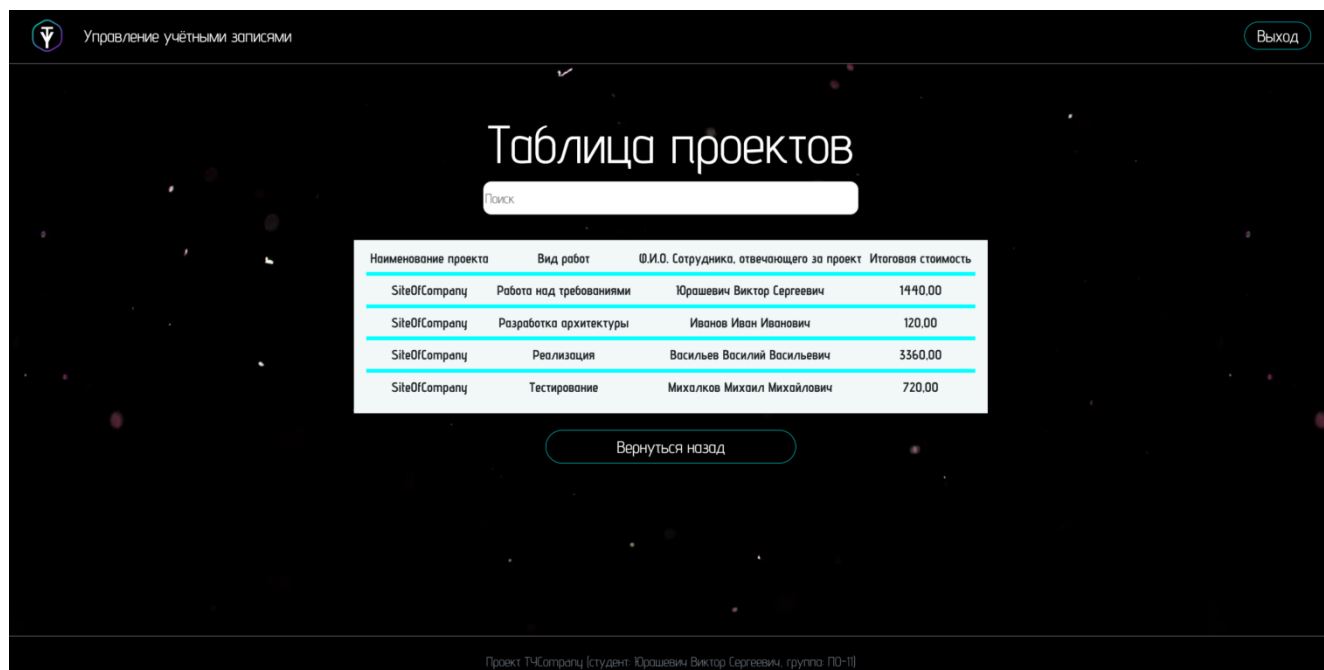 Управление учётными записями
Выход
Таблица проектов
Поиск
Наименование проекта Вид работ Ф.И.О. Сотрудника, отвечающего за проект Итоговая стоимость
SiteOfCompany Работа над требованиями Юрашевич Виктор Сергеевич 1440,00
SiteOfCompany Разработка архитектуры Иванов Иван Иванович 120,00
SiteOfCompany Реализация Васильев Василий Васильевич 3360,00
SiteOfCompany Тестирование Михалков Михаил Михайлович 720,00
Вернуться назад
Проект TЧCompany (студент: Юрашевич Виктор Сергеевич, группа: ПО-11)